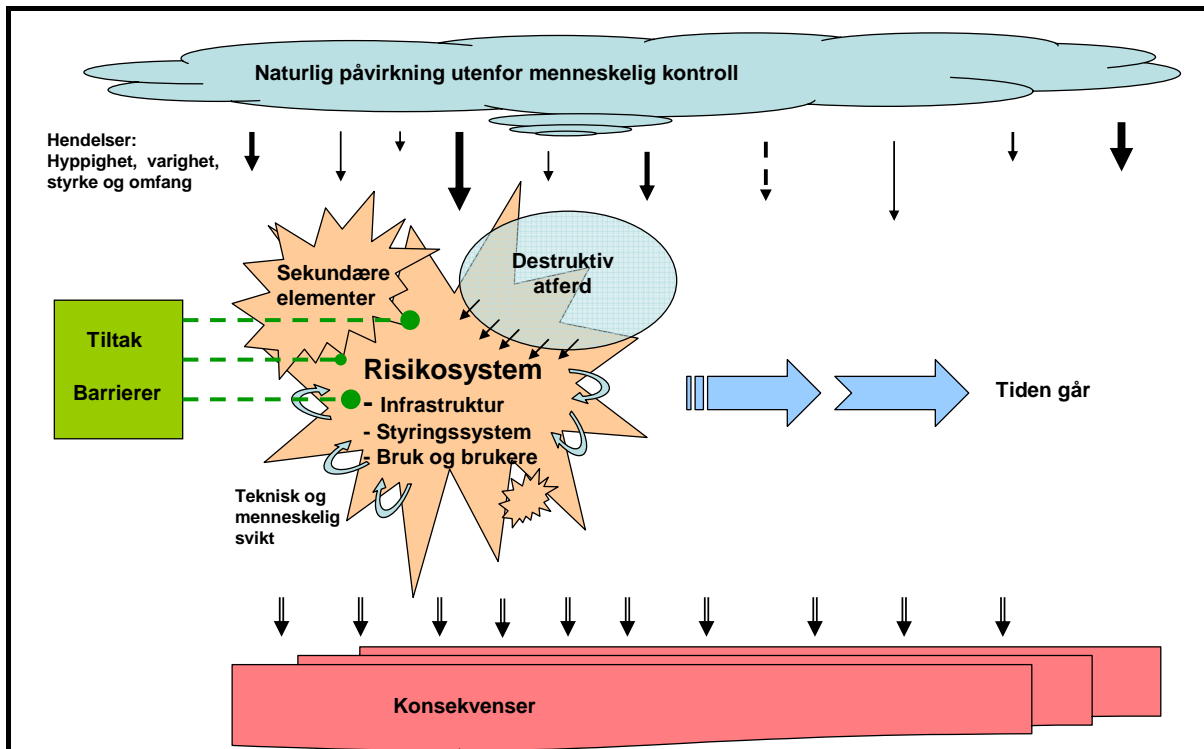 Naturlig påvirkning utenfor menneskelig kontroll
Hendelser:
Hyppighet, varighet,
styrke og omfang
Sekundære
elementer
Destruktiv
atferd
Tiltak
Barrierer
Risikosystem
- Infrastruktur
- Styringssystem
- Bruk og brukere
Tiden går
Teknisk og
menneskelig
svikt
Konsekvenser